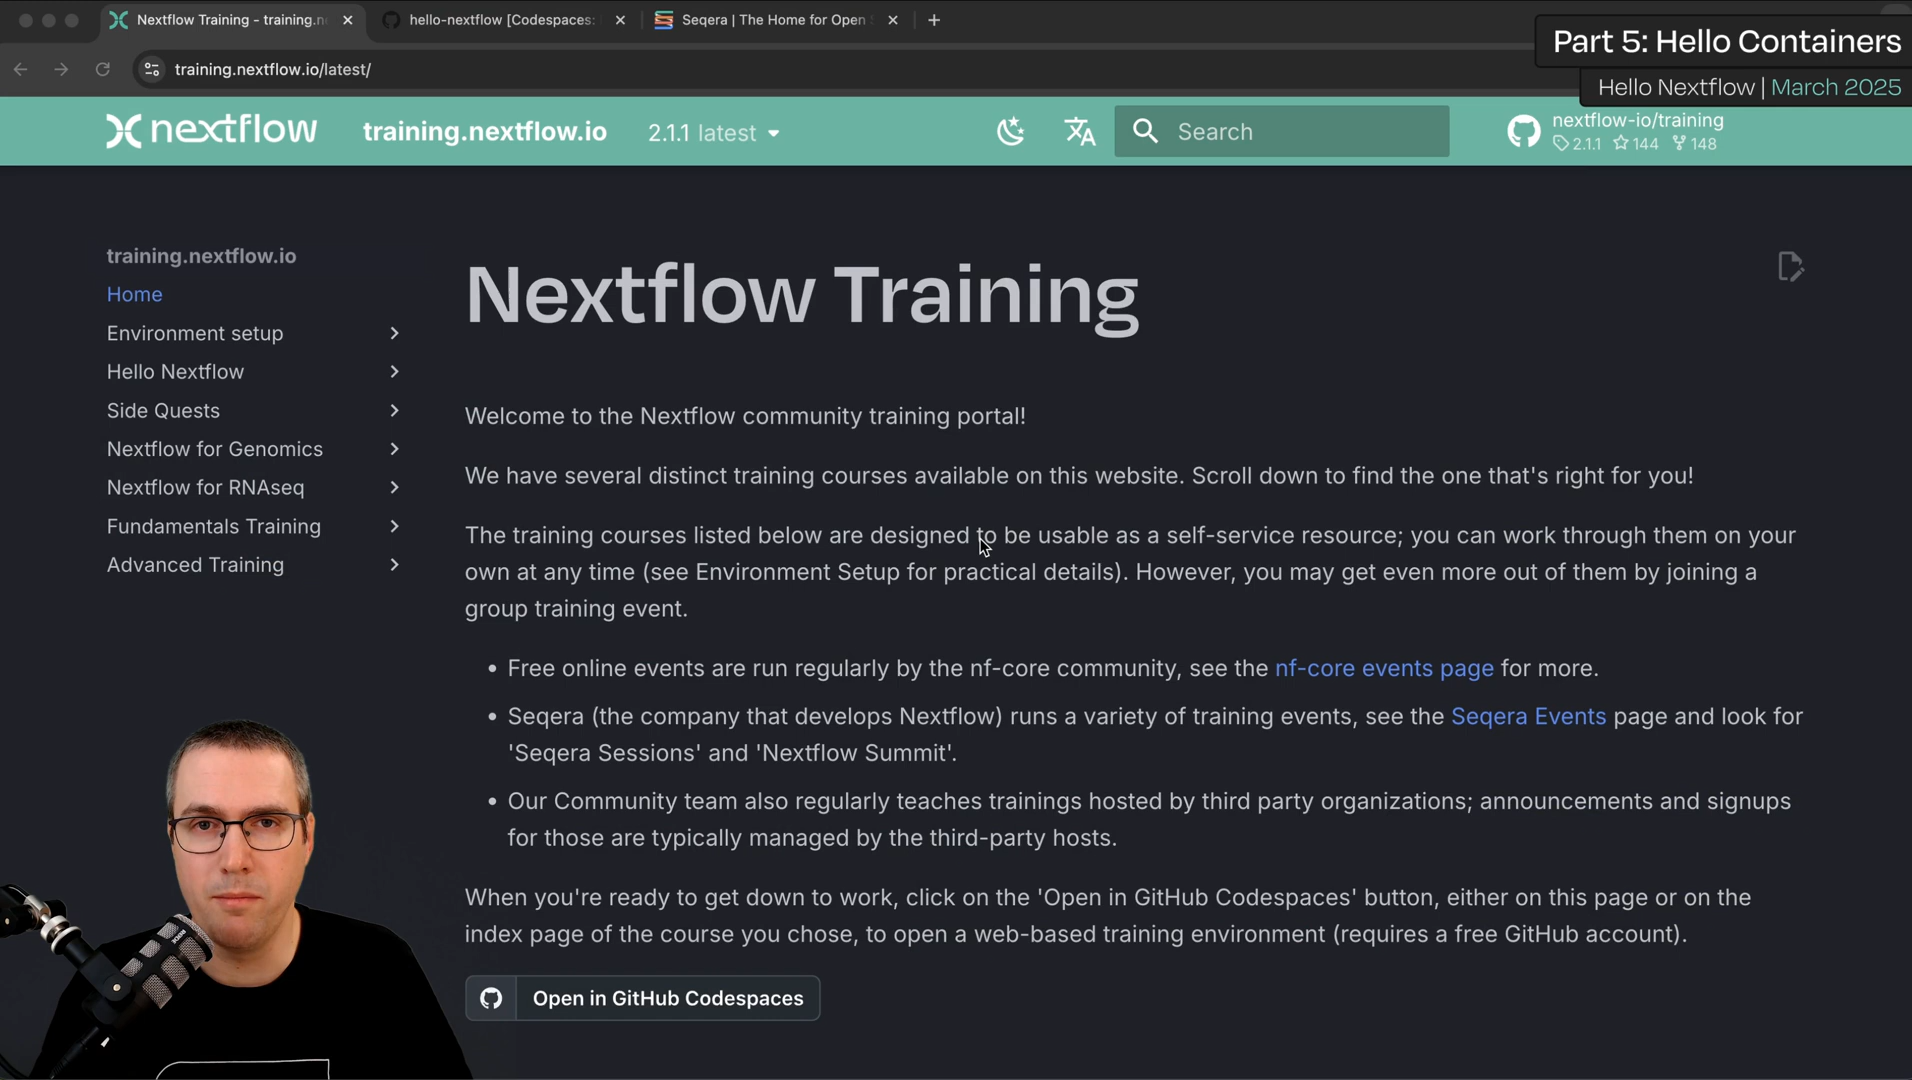 Nextflow Training - training.n
hello-nextflow [Codespaces:
Seqera | The Home for Open S
training.nextflow.io/latest/
Part 5: Hello Containers
Hello Nextflow | March 2025
nextflow
training.nextflow.io
2.1.1 latest
Search
nextflow-io/training
2.1.1 144 148
training.nextflow.io
Home
Environment setup
Hello Nextflow
Side Quests
Nextflow for Genomics
Nextflow for RNAseq
Fundamentals Training
Advanced Training
Nextflow Training
Welcome to the Nextflow community training portal!
We have several distinct training courses available on this website. Scroll down to find the one that's right for you!
The training courses listed below are designed to be usable as a self-service resource; you can work through them on your
own at any time (see Environment Setup for practical details). However, you may get even more out of them by joining a
group training event.
• Free online events are run regularly by the nf-core community, see the nf-core events page for more.
• Seqera (the company that develops Nextflow) runs a variety of training events, see the Seqera Events page and look for
'Seqera Sessions' and 'Nextflow Summit'.
• Our Community team also regularly teaches trainings hosted by third party organizations; announcements and signups
for those are typically managed by the third-party hosts.
When you're ready to get down to work, click on the 'Open in GitHub Codespaces' button, either on this page or on the
index page of the course you chose, to open a web-based training environment (requires a free GitHub account).
Open in GitHub Codespaces